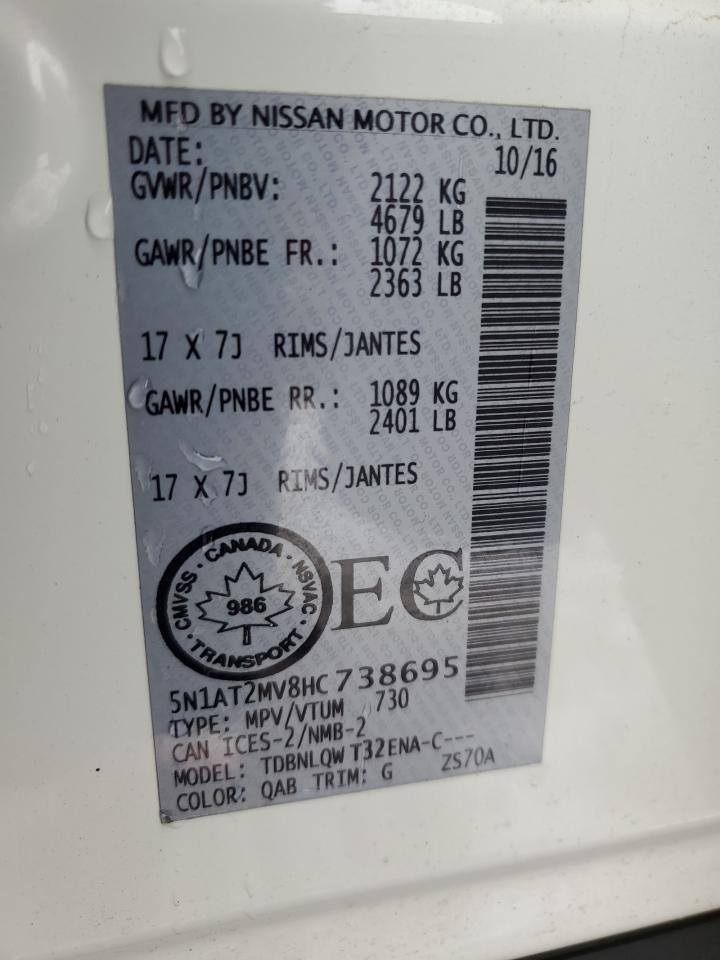 MFD BY NISSAN MOTOR CO., LTD.
DATE: 10/16
GVWR/PNBV: 2122 KG
4679 LB
GAWR/PNBE FR.: 1072 KG
2363 LB
17 X 7J RIMS/JANTES
GAWR/PNBE RR.: 1089 KG
2401 LB
17 X 7J RIMS/JANTES
CMVSS · CANADA · NSVAC · TRANSPORT ·
986
EC
5N1AT2MV8HC738695
TYPE: MPV/VTUM 730
CAN ICES-2/NMB-2
MODEL: TDBNLQW T32ENA-C---
COLOR: QAB TRIM: G ZS70A